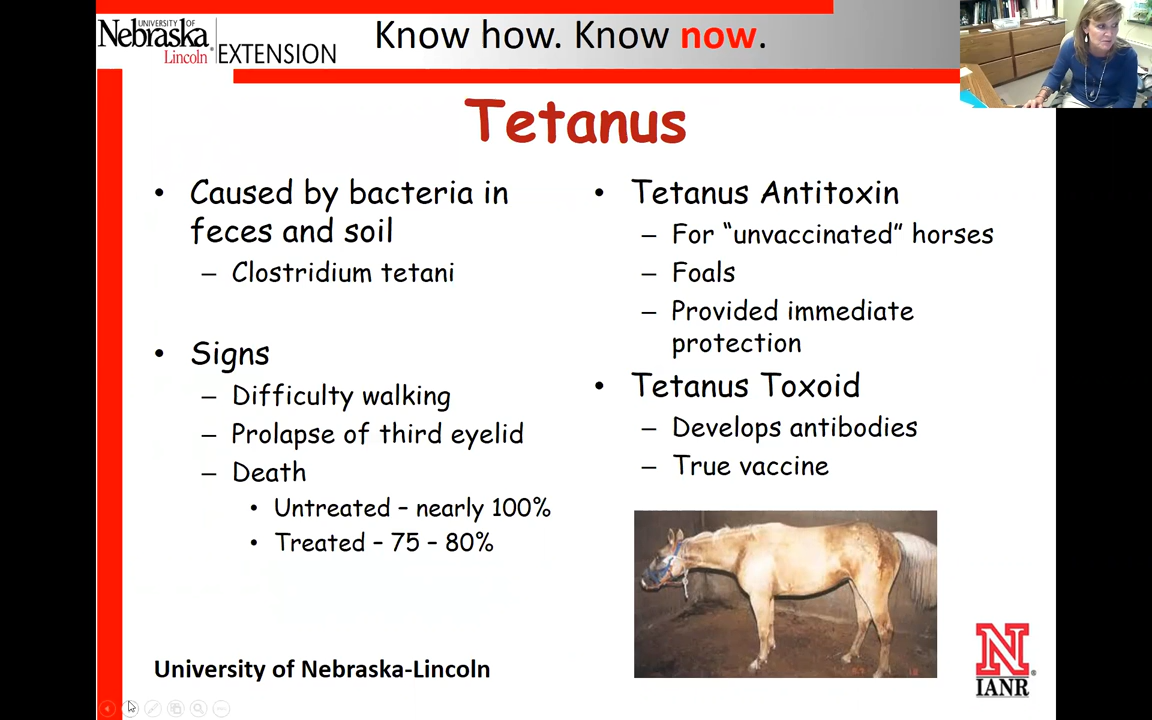 UNIVERSITY OF
Nebraska
Lincoln
EXTENSION
Know how. Know now.
Tetanus
• Caused by bacteria in
feces and soil
– Clostridium tetani
• Signs
– Difficulty walking
– Prolapse of third eyelid
– Death
• Untreated – nearly 100%
• Treated – 75 – 80%
• Tetanus Antitoxin
– For “unvaccinated” horses
– Foals
– Provided immediate
protection
• Tetanus Toxoid
– Develops antibodies
– True vaccine
University of Nebraska-Lincoln
N
IANR